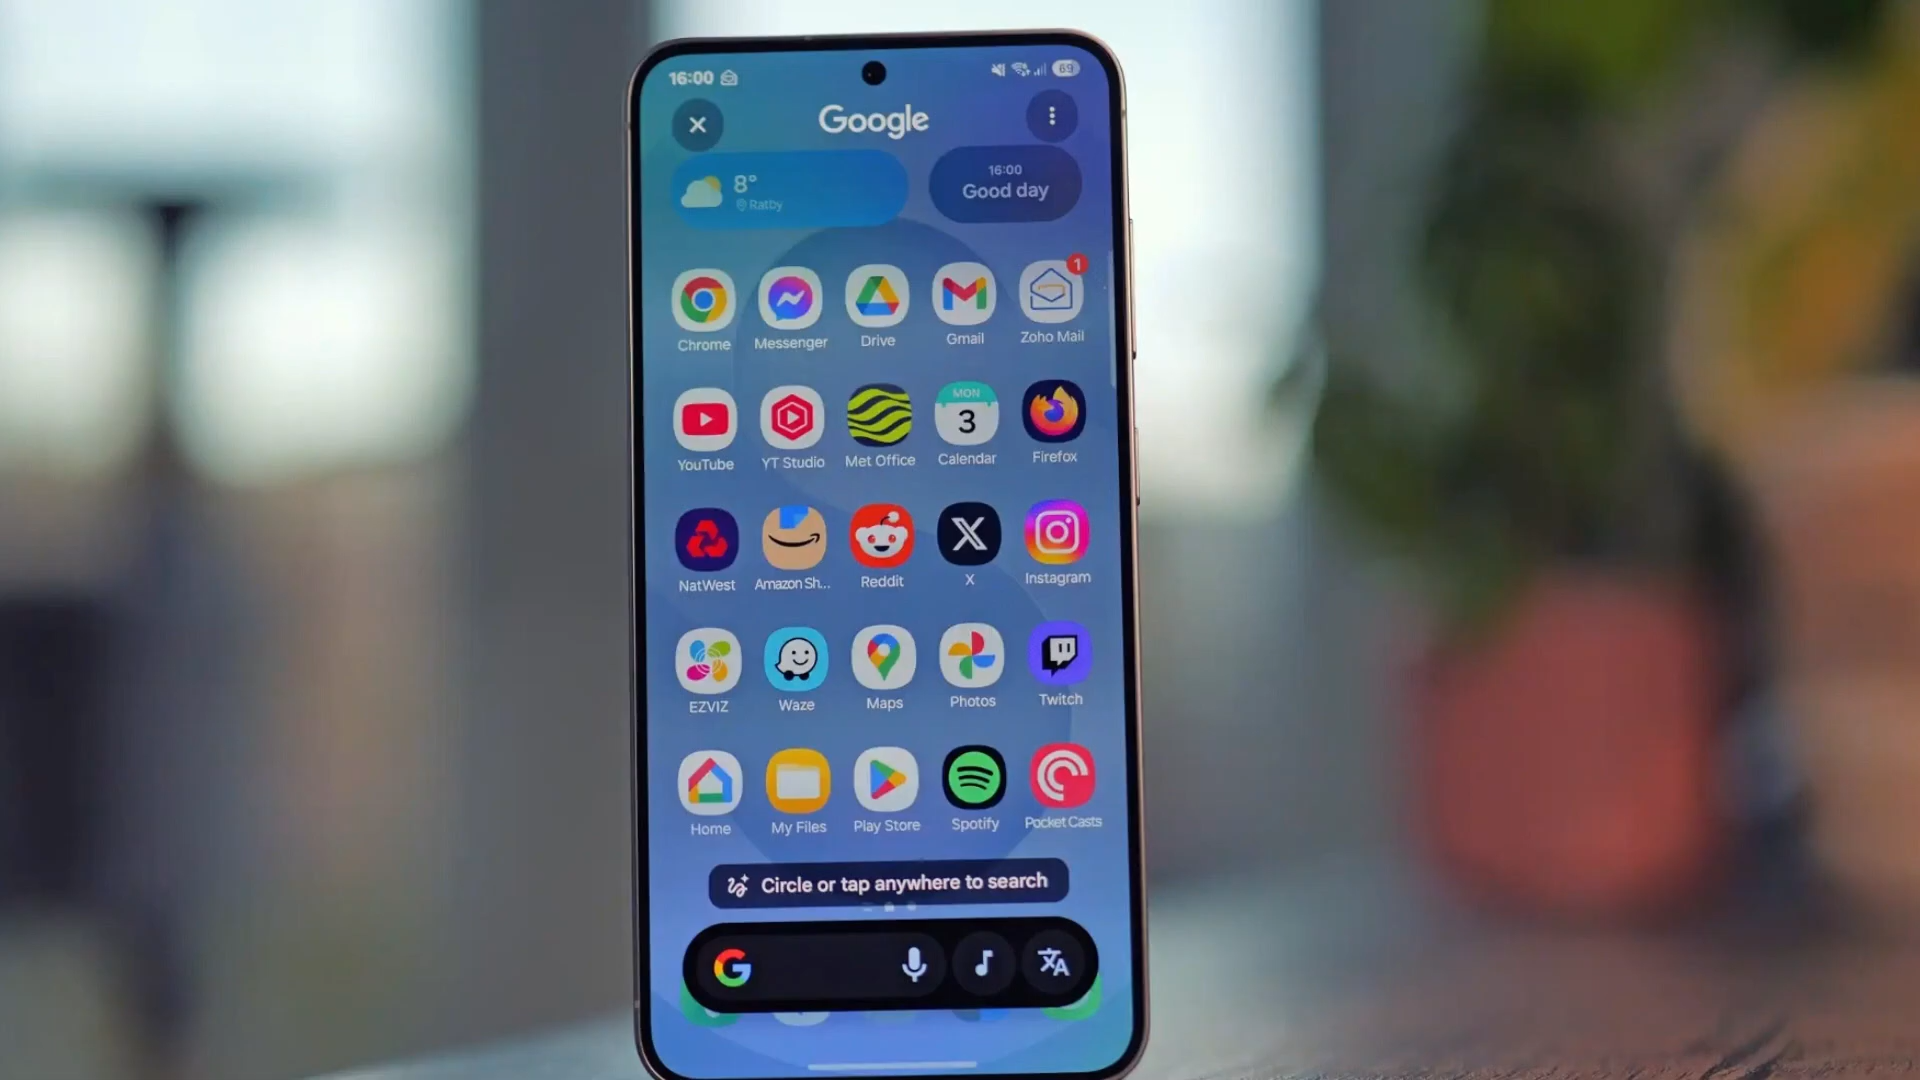 16:00
69
Google
8°
Ratby
16:00
Good day
1
Chrome
Messenger
Drive
Gmail
Zoho Mail
MON
3
YouTube
YT Studio
Met Office
Calendar
Firefox
NatWest
Amazon Sh...
Reddit
X
Instagram
EZVIZ
Waze
Maps
Photos
Twitch
Home
My Files
Play Store
Spotify
Pocket Casts
Circle or tap anywhere to search